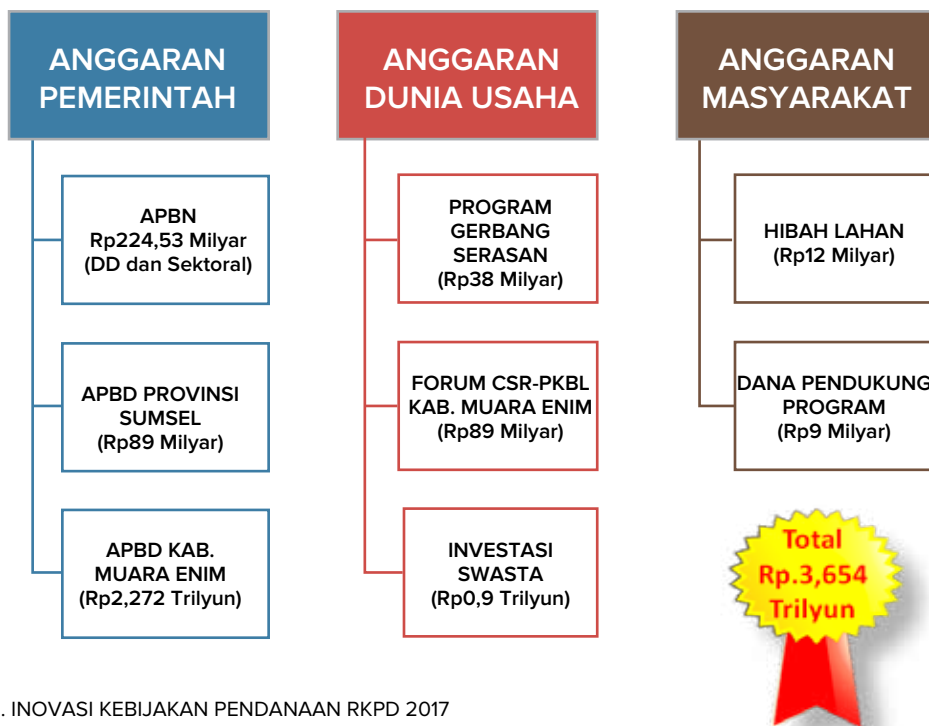 ANGGARAN
PEMERINTAH
APBN
Rp224,53 Milyar
(DD dan Sektoral)
APBD PROVINSI
SUMSEL
(Rp89 Milyar)
APBD KAB.
MUARA ENIM
(Rp2,272 Trilyun)
ANGGARAN
DUNIA USAHA
PROGRAM
GERBANG
SERASAN
(Rp38 Milyar)
FORUM CSR-PKBL
KAB. MUARA ENIM
(Rp89 Milyar)
INVESTASI
SWASTA
(Rp0,9 Trilyun)
ANGGARAN
MASYARAKAT
HIBAH LAHAN
(Rp12 Milyar)
DANA PENDUKUNG
PROGRAM
(Rp9 Milyar)
Total
Rp.3,654
Trilyun
. INOVASI KEBIJAKAN PENDANAAN RKPD 2017